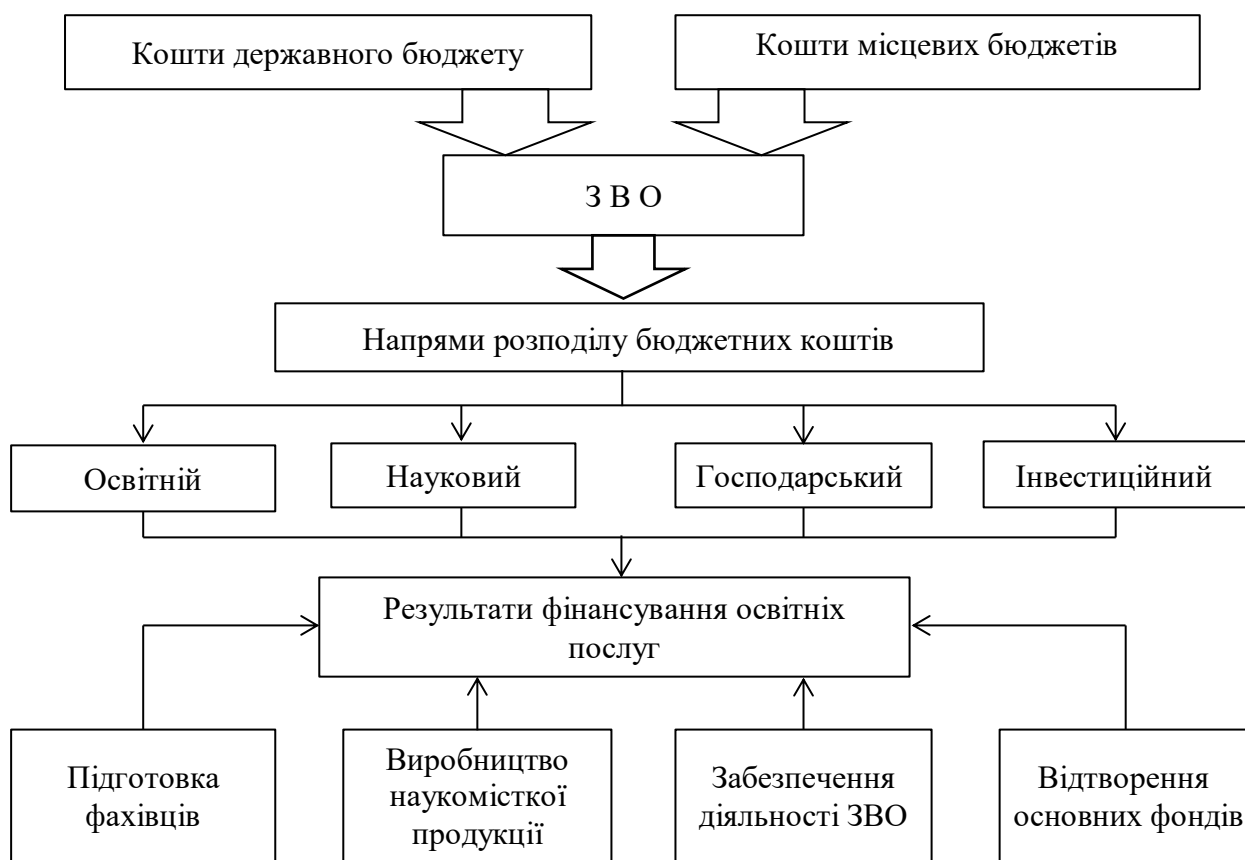 Кошти державного бюджету
Кошти місцевих бюджетів
З В О
Напрями розподілу бюджетних коштів
Освітній
Науковий
Господарський
Інвестиційний
Результати фінансування освітніх
послуг
Підготовка
фахівців
Виробництво
наукомісткої
продукції
Забезпечення
діяльності ЗВО
Відтворення
основних фондів